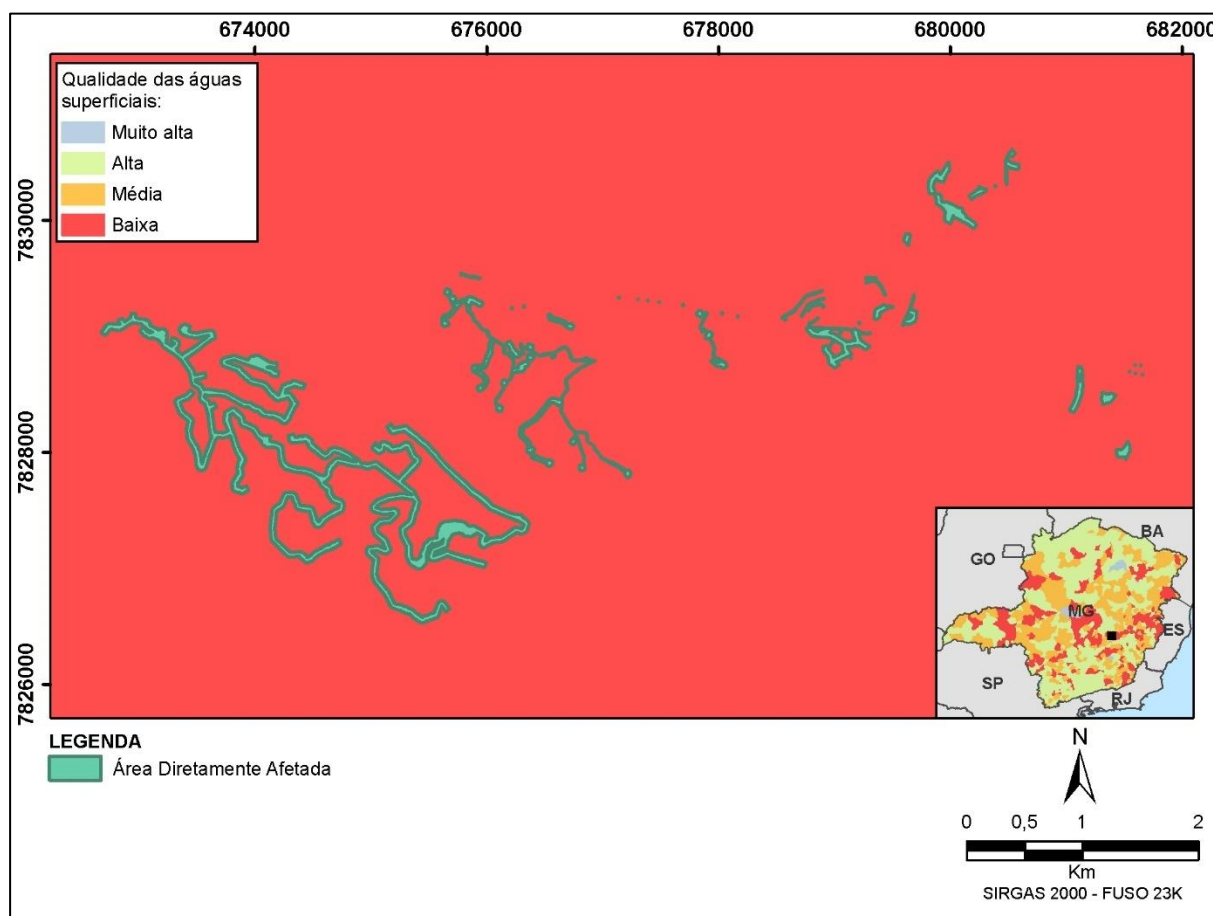 674000 676000 678000 680000 682000
Qualidade das águas
superficiais:
Muito alta
Alta
Média
Baixa
7830000
7828000
7826000
BA
GO
MG
ES
SP
RJ
LEGENDA
Área Diretamente Afetada
N
0 0,5 1 2
Km
SIRGAS 2000 - FUSO 23K